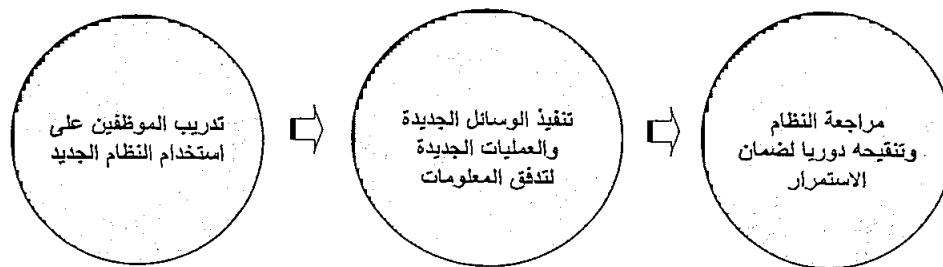 تدريب الموظفين على
استخدام النظام الجديد
تنفيذ الوسائل الجديدة
والعمليات الجديدة
لتدفق المعلومات
مراجعة النظام
وتنقيحه دوريا لضمان
الاستمرار